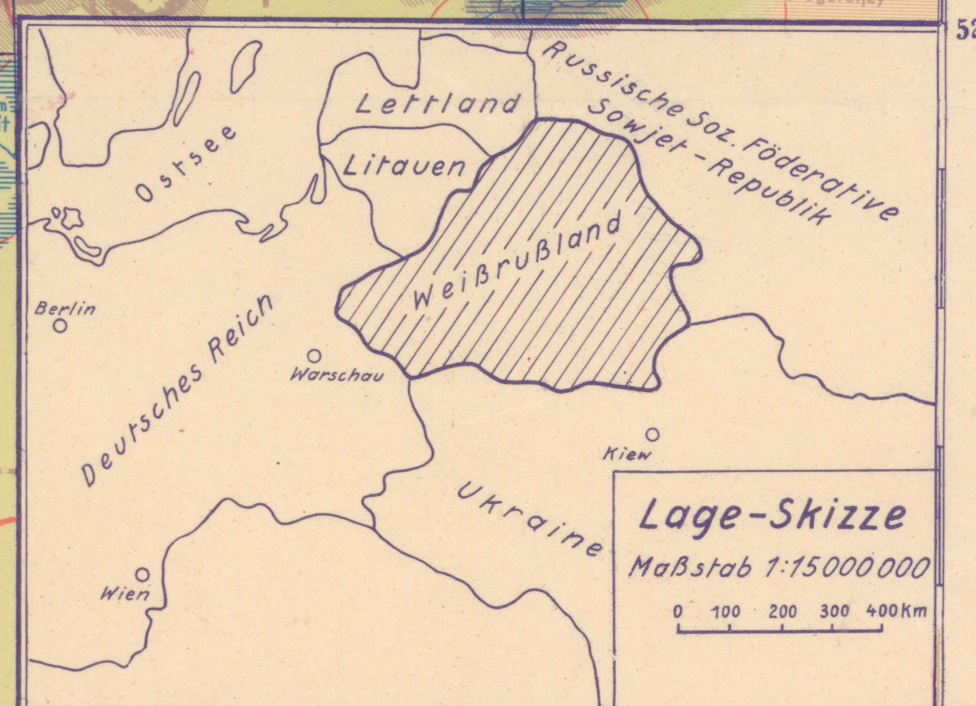 52
Lettland
Russische Soz. Föderative
Sowjet-Republik
Ostsee
Litauen
Weißrußland
Berlin
Deutsches Reich
Warschau
Kiew
Ukraine
Wien
Lage-Skizze
Maßstab 1:15000000
0 100 200 300 400 Km